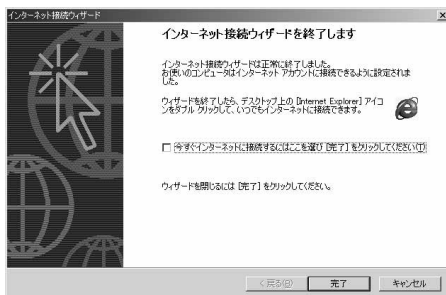 インターネット接続ウィザード
インターネット接続ウィザードを終了します
インターネット接続ウィザードは正常に終了しました。
お使いのコンピュータはインターネット アカウントに接続できるように設定されま
した。
ウィザードを終了したら、デスクトップ上の [Internet Explorer] アイコ
ンをダブル クリックして、いつでもインターネットに接続できます。
今すぐインターネットに接続するにはここを選び [完了] をクリックしてください(T)
ウィザードを閉じるには [完了] をクリックしてください。
< 戻る(B)
完了
キャンセル